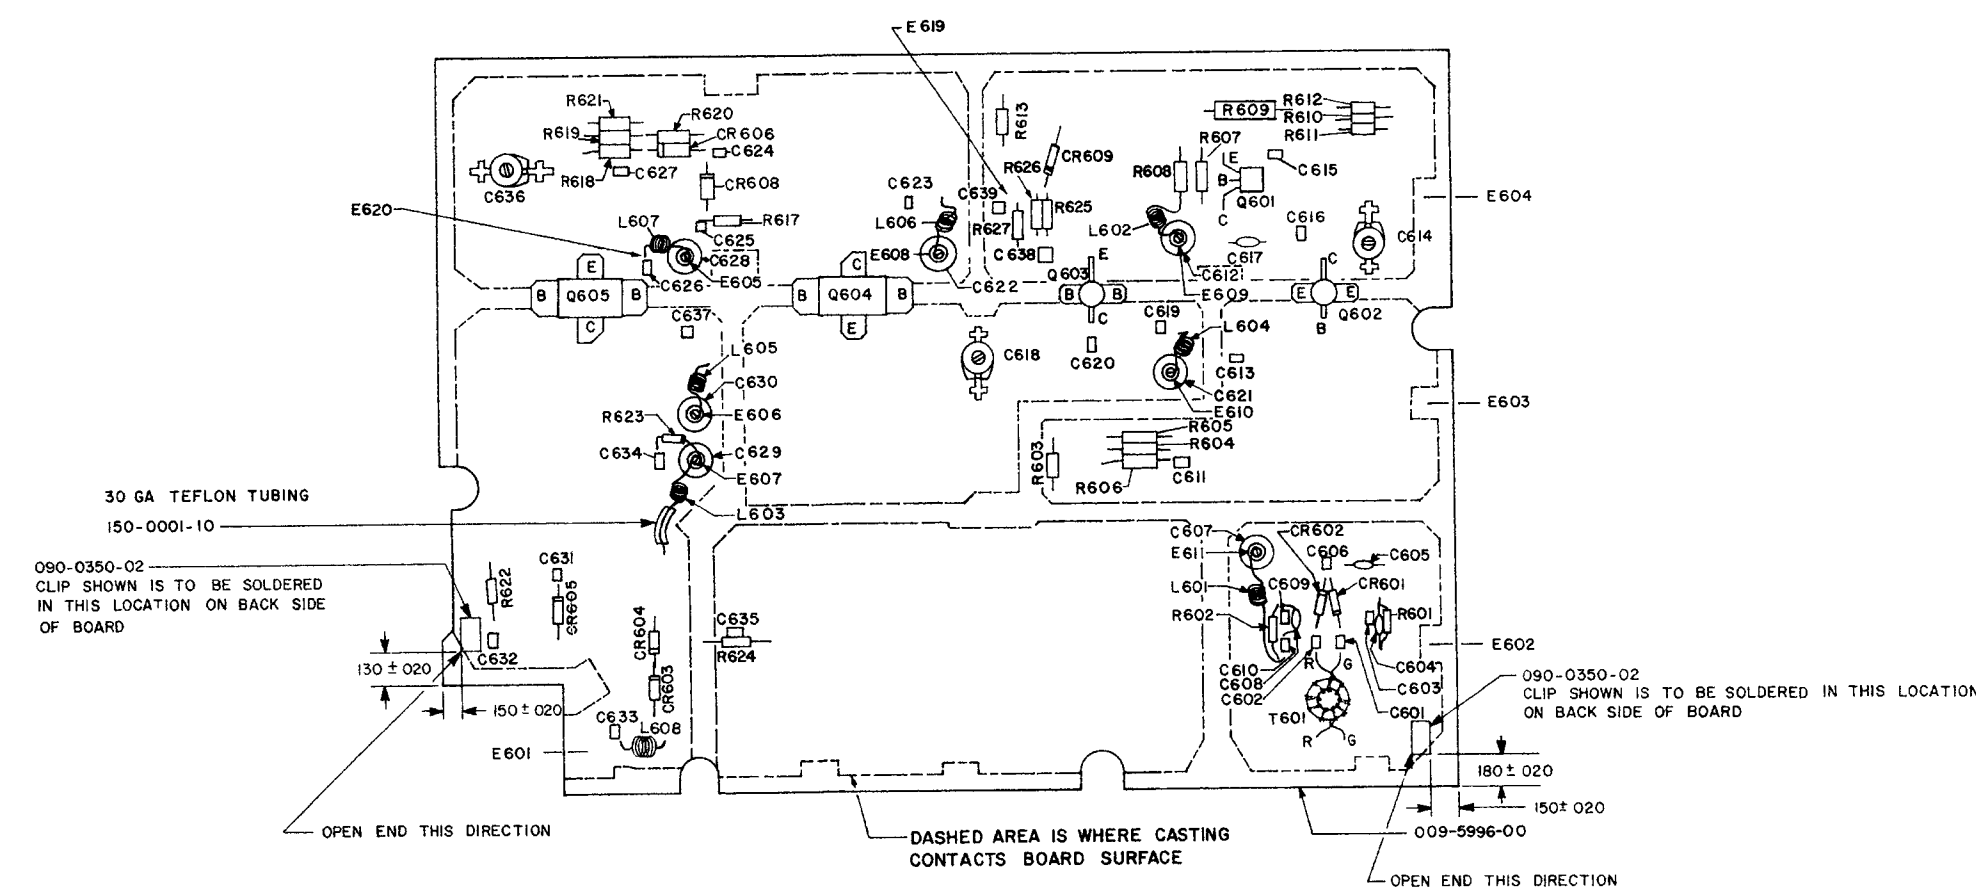 E619
R621
R620
R619
CR606
C624
R618
C627
C636
CR608
E620
L607
R617
C625
C628
E605
C626
C623
L606
E608
C622
R613
R626
CR609
C639
R625
R627
C638
Q603
R609
R612
R610
R611
R607
R608
E
B
C
Q601
C615
L602
C616
C617
C614
C612
E609
E604
E
B Q605 B
C
C
B Q604 B
E
E
B B
C
C
E E
B
Q602
C637
C619
L604
L605
C618
C620
C613
C630
C621
E610
E603
R623
E606
R605
R604
C634
C629
R603
C611
E607
R606
30 GA TEFLON TUBING
150-0001-10
L603
C607
CR602
E611
C606
C605
090-0350-02
CLIP SHOWN IS TO BE SOLDERED
IN THIS LOCATION ON BACK SIDE
OF BOARD
C631
R622
CR605
L601
C609
CR601
R602
R601
CR604
C635
R624
C632
E602
130±020
C610
R G
C604
C608
C603
C602
CR603
090-0350-02
CLIP SHOWN IS TO BE SOLDERED IN THIS LOCATION
ON BACK SIDE OF BOARD
150±020
C601
T601
C633
L608
R G
E601
180±020
150±020
OPEN END THIS DIRECTION
DASHED AREA IS WHERE CASTING
CONTACTS BOARD SURFACE
009-5996-00
OPEN END THIS DIRECTION